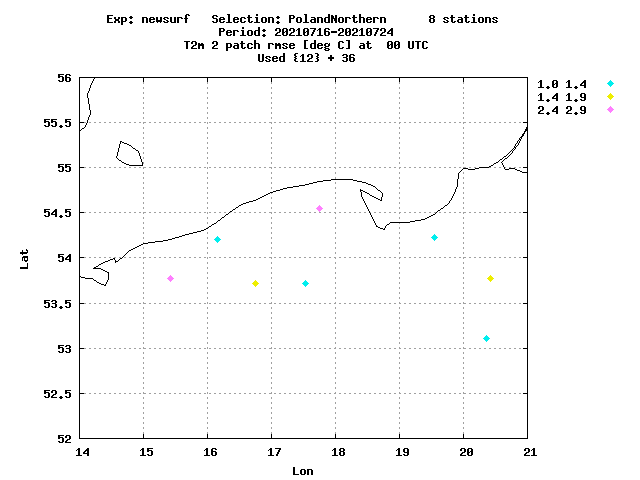 Exp: newsurf Selection: PolandNorthern 8 stations
Period: 20210716-20210724
T2m 2 patch rmse [deg C] at 00 UTC
Used {12} + 36
1.0 1.4
1.4 1.9
2.4 2.9
56
55.5
55
54.5
54
53.5
53
52.5
52
Lat
14 15 16 17 18 19 20 21
Lon